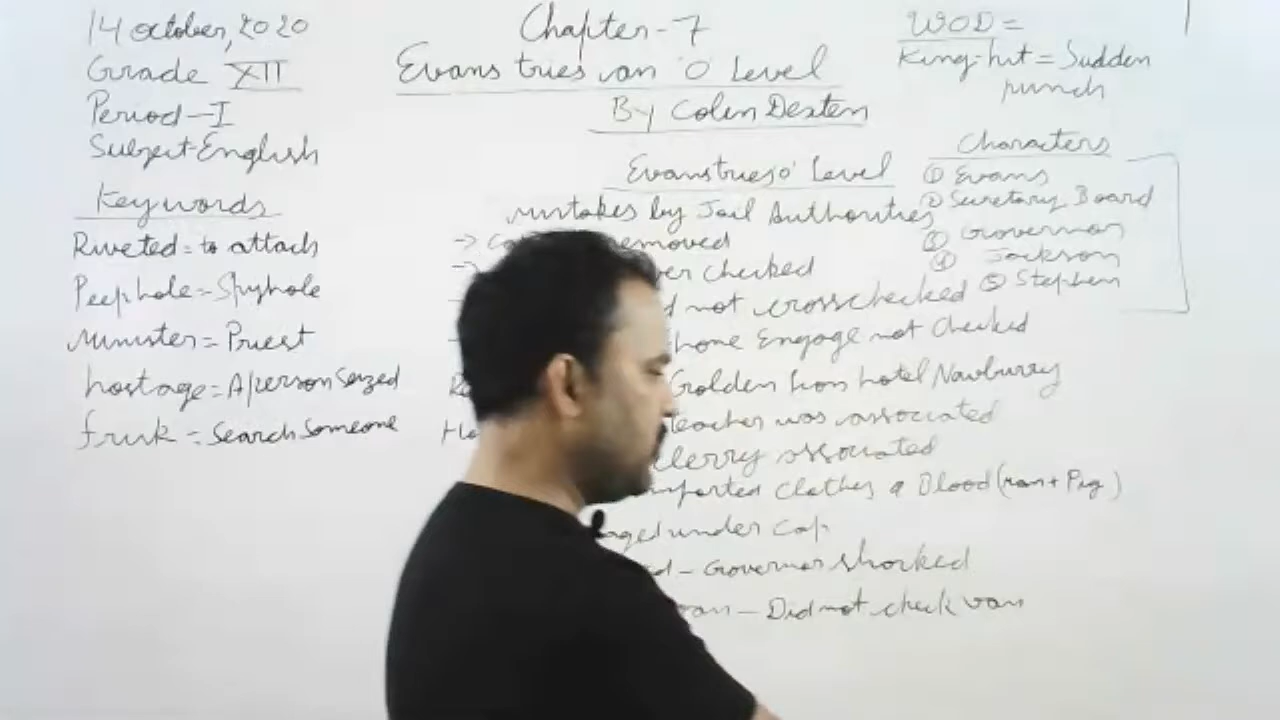 14 October, 2020
Grade XII
Period-I
Subject-English
Keywords
Riveted = to attach
Peephole = Spyhole
minister = Priest
hostage = A person seized
frisk = Search Someone
Chapter-7
Evans tries an 'O' Level
By Colin Dexter
Evans tries O' Level
mistakes by Jail Authorities
removed
checked
not crosschecked
Engage not Checked
Golden lion hotel Newburry
teacher was associated
associated
clothes a Blood (man + Pig)
under cap
- Governor shocked
van - Did not check van
WOD =
King-hit = Sudden
punch
Characters
① Evans
② Secretary Board
③ Governor
④ Jackson
⑤ Stephen